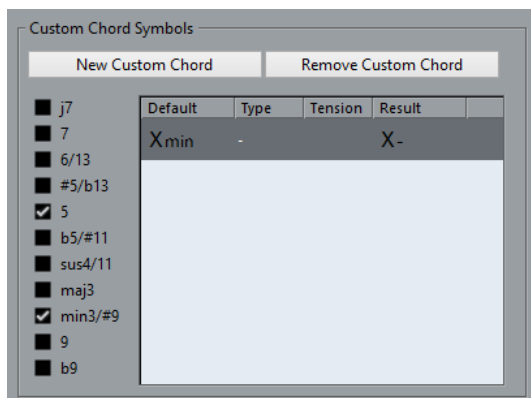 Custom Chord Symbols
New Custom Chord Remove Custom Chord
j7
7
6/13
#5/b13
5
b5/#11
sus4/11
maj3
min3/#9
9
b9
Default Type Tension Result
Xmin - X-